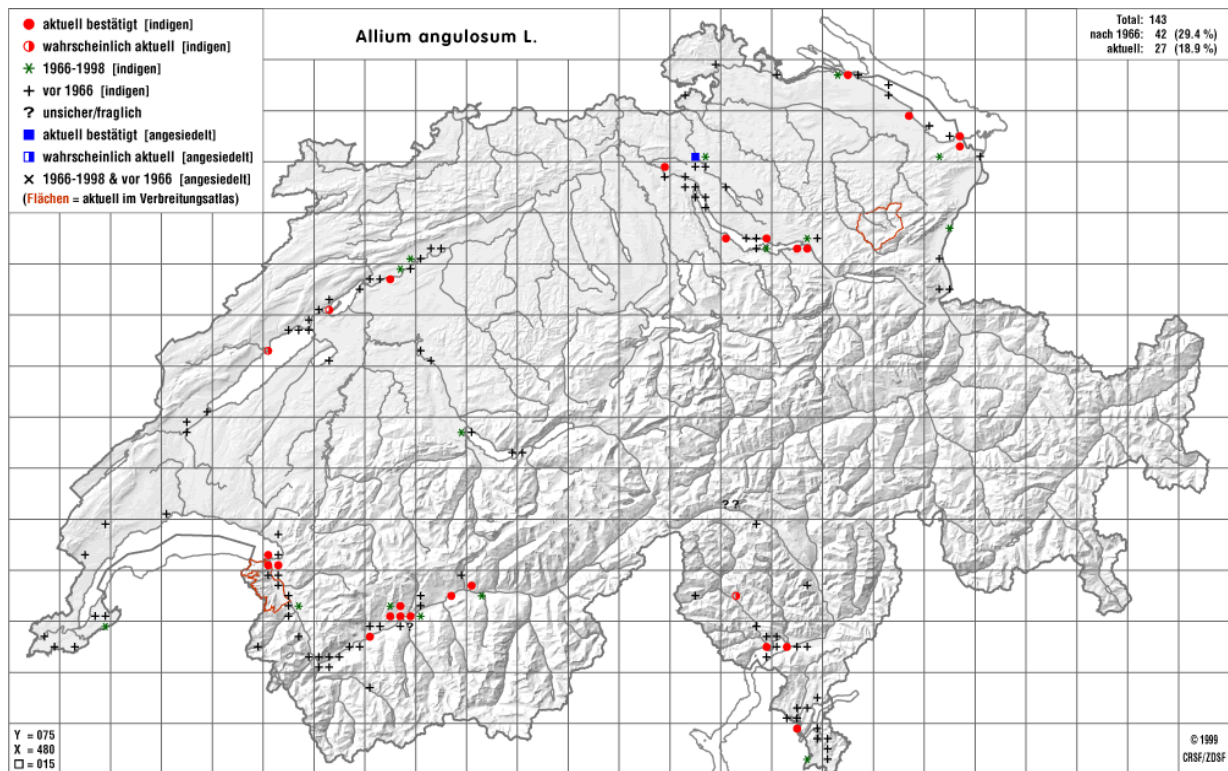 aktuell bestätigt [indigen]
wahrscheinlich aktuell [indigen]
1966-1998 [indigen]
vor 1966 [indigen]
? unsicher/fraglich
aktuell bestätigt [angesiedelt]
wahrscheinlich aktuell [angesiedelt]
1966-1998 & vor 1966 [angesiedelt]
(Flächen = aktuell im Verbreitungsatlas)
Allium angulosum L.
Total: 143
nach 1966: 42 (29.4 %)
aktuell: 27 (18.9 %)
? ?
?
Y = 075
X = 480
□ = 015
© 1999
CRSF/ZDSF